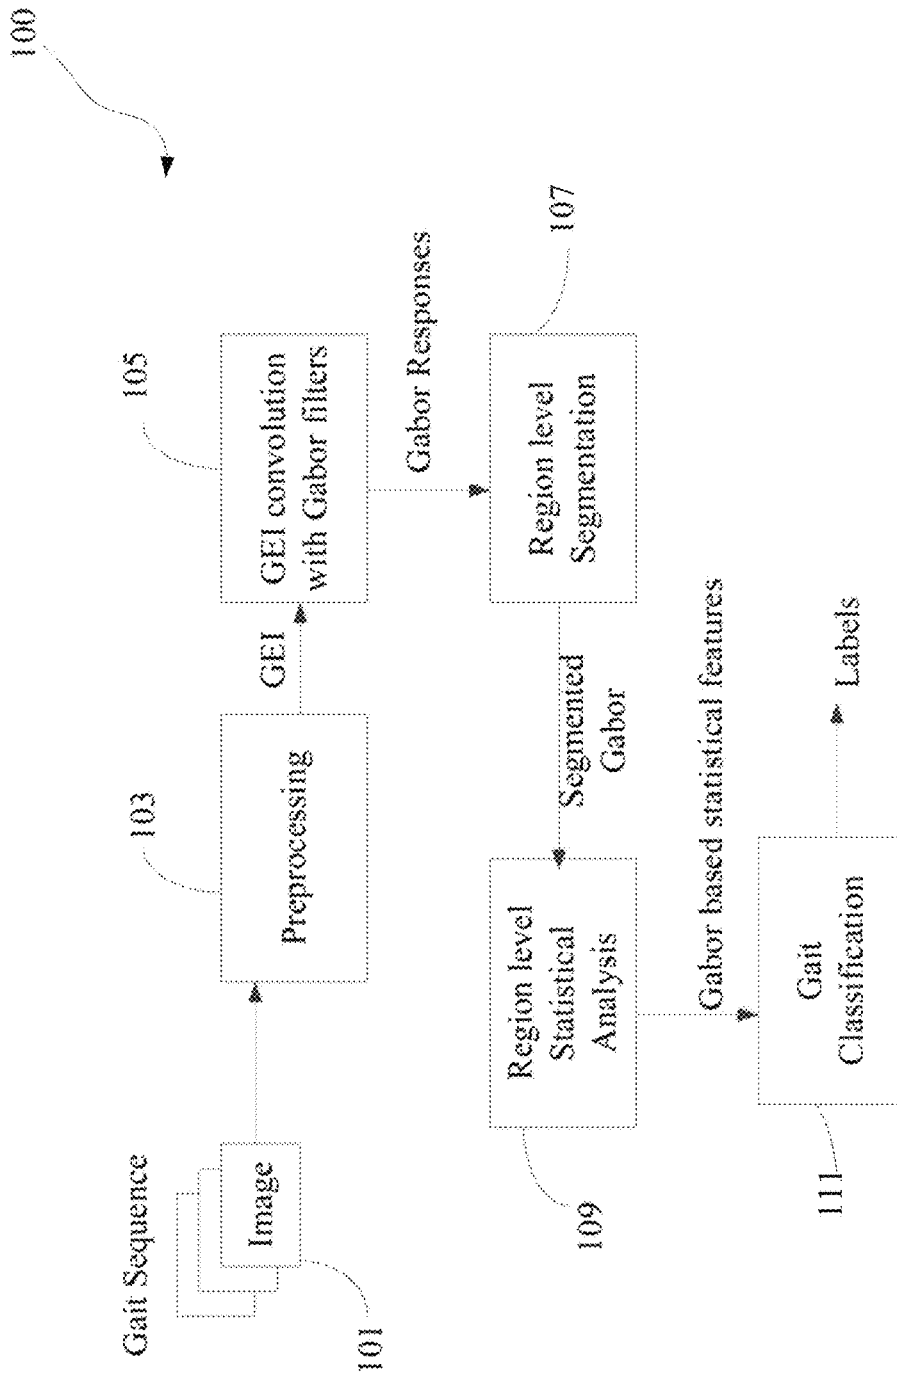 100
Gait Sequence
Image
101
103
Preprocessing
GEI
105
GEI convolution
with Gabor filters
Gabor Responses
107
Region level
Segmentation
Segmented
Gabor
109
Region level
Statistical
Analysis
Gabor based statistical features
111
Gait
Classification
Labels